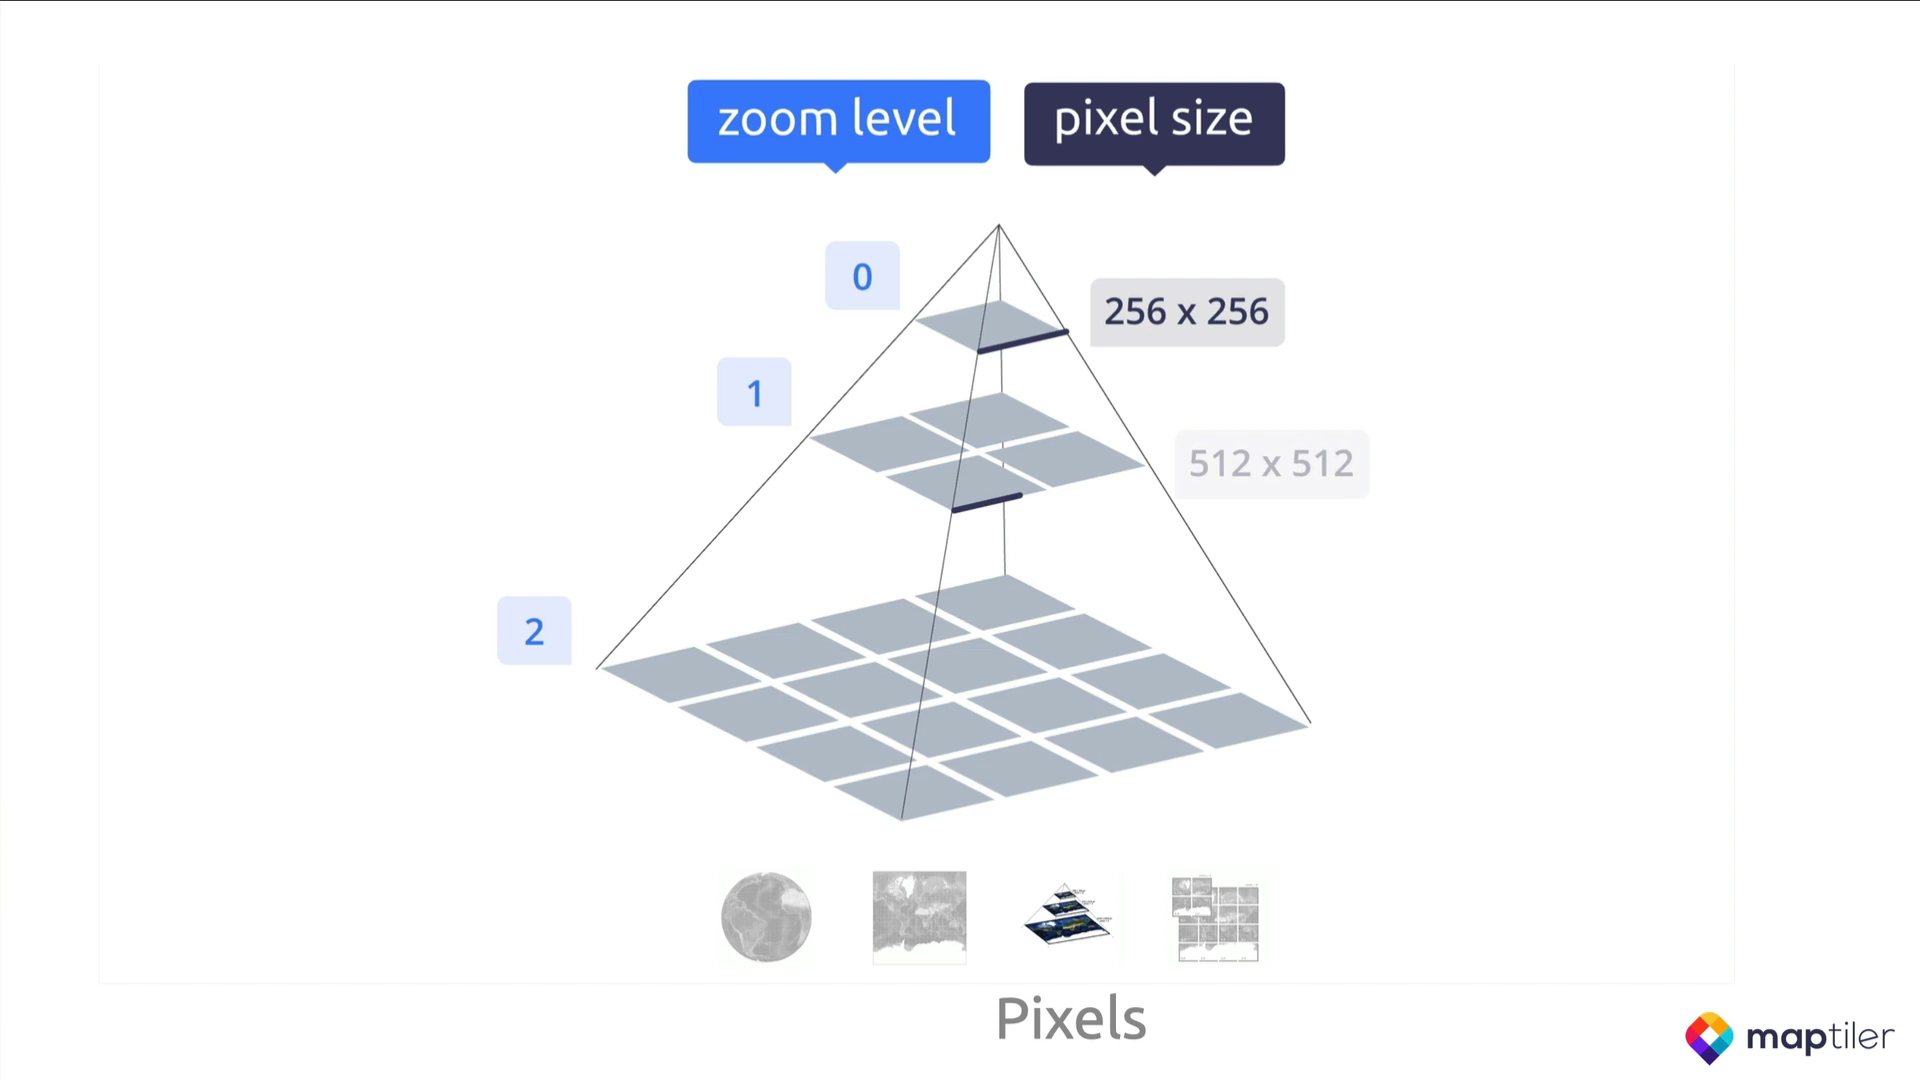 zoom level
pixel size
0
256 x 256
1
512 x 512
2
Pixels
maptiler